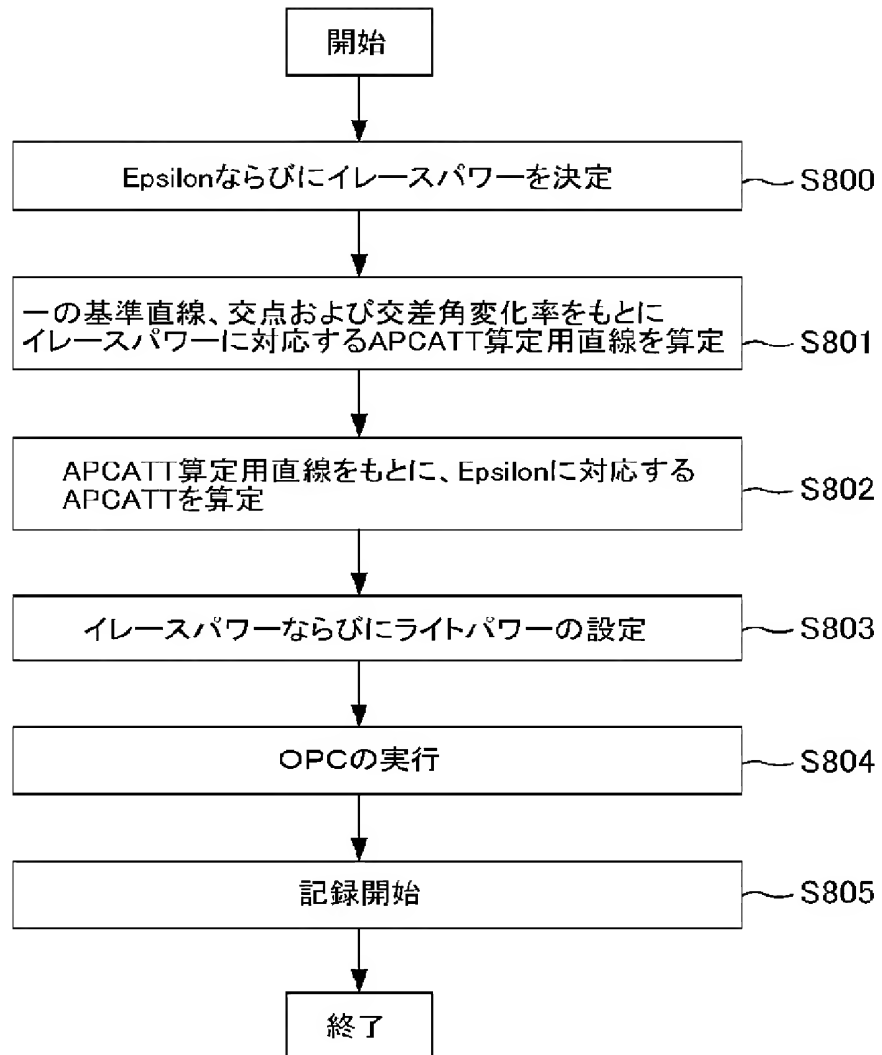 開始
Epsilonならびにイレースパワーを決定
S800
一の基準直線、交点および交差角変化率をもとに
イレースパワーに対応するAPCATT算定用直線を算定
S801
APCATT算定用直線をもとに、Epsilonに対応する
APCATTを算定
S802
イレースパワーならびにライトパワーの設定
S803
OPCの実行
S804
記録開始
S805
終了